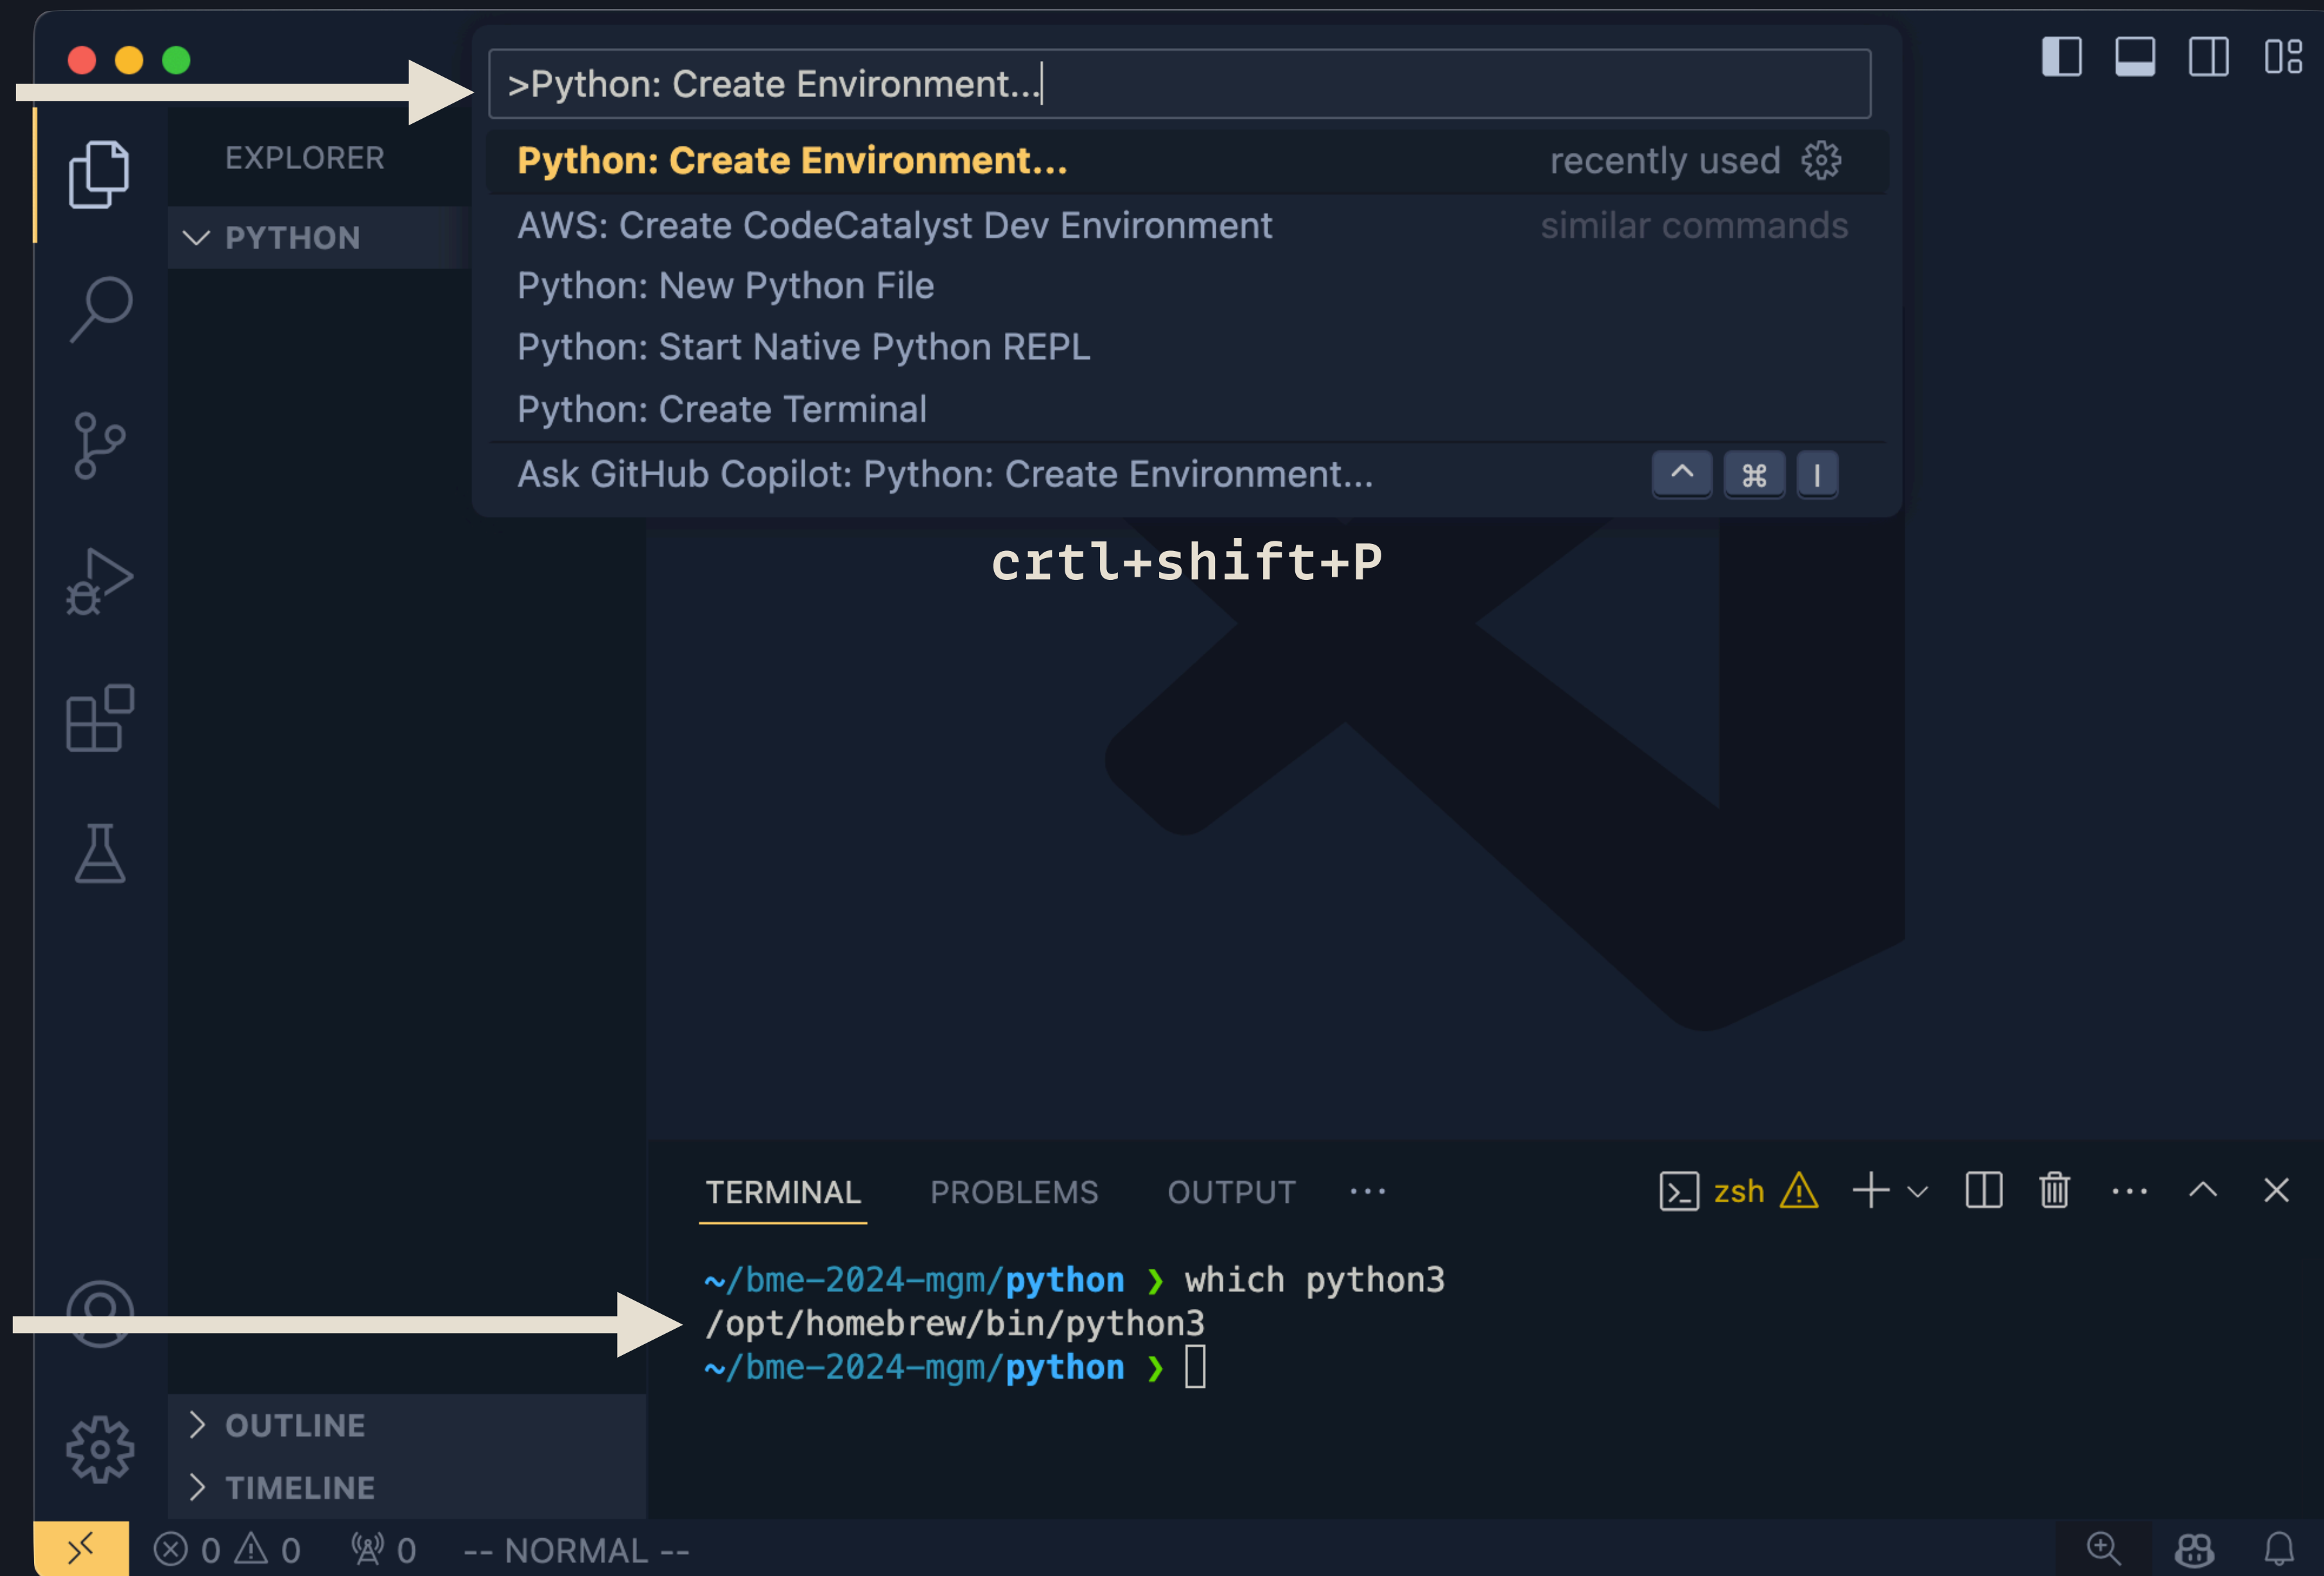 >Python: Create Environment...
Python: Create Environment... recently used
AWS: Create CodeCatalyst Dev Environment similar commands
Python: New Python File
Python: Start Native Python REPL
Python: Create Terminal
Ask GitHub Copilot: Python: Create Environment... ^ ⌘ I
crtl+shift+P
EXPLORER
PYTHON
OUTLINE
TIMELINE
TERMINAL PROBLEMS OUTPUT ··· zsh
~/bme-2024-mgm/python ❯ which python3
/opt/homebrew/bin/python3
~/bme-2024-mgm/python ❯
0 0 0 -- NORMAL --